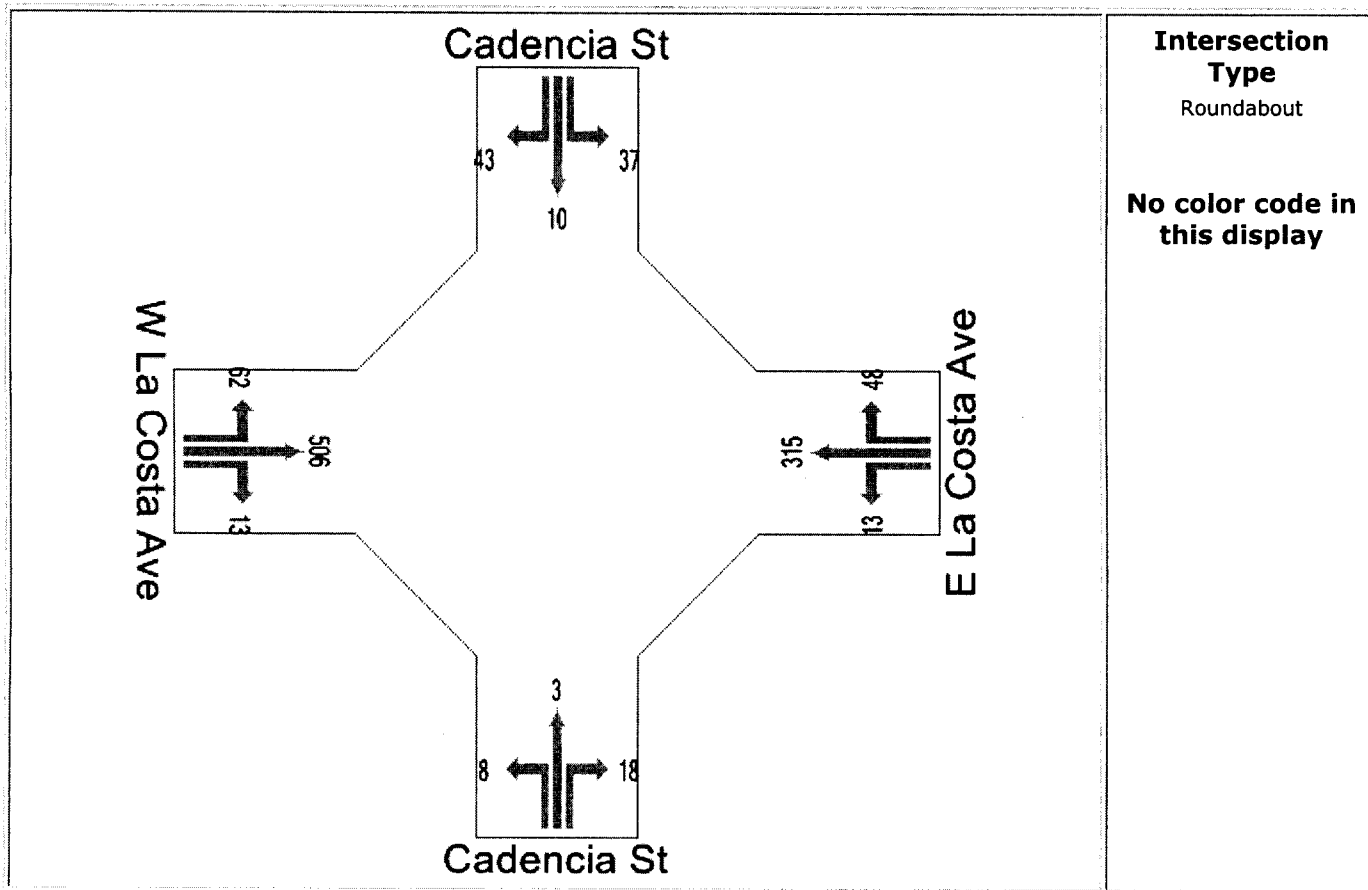 Cadencia St
43
37
10
W La Costa Ave
62
506
13
E La Costa Ave
48
315
13
3
8
18
Cadencia St
Intersection
Type
Roundabout
No color code in
this display